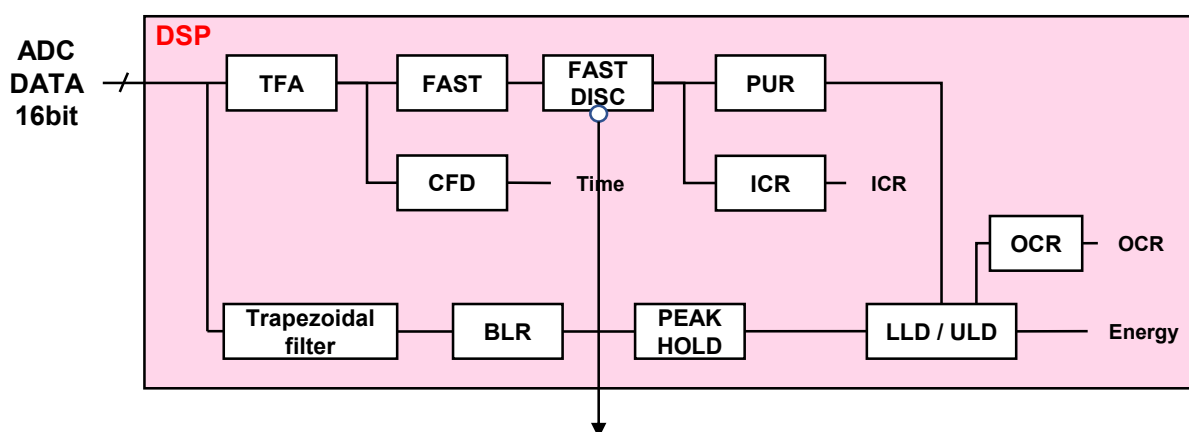 DSP
ADC
DATA
16bit
TFA
FAST
FAST
DISC
PUR
CFD
Time
ICR
ICR
OCR
OCR
Trapezoidal
filter
BLR
PEAK
HOLD
LLD / ULD
Energy